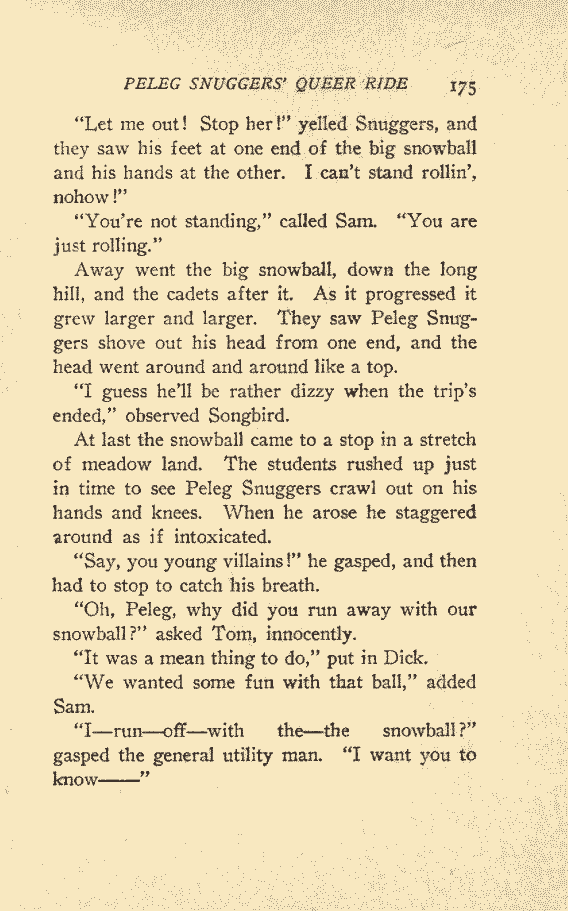 PELEG SNUGGERS' QUEER RIDE 175
"Let me out! Stop her!" yelled Snuggers, and
they saw his feet at one end of the big snowball
and his hands at the other. I can't stand rollin',
nohow!"
"You're not standing," called Sam. "You are
just rolling."
Away went the big snowball, down the long
hill, and the cadets after it. As it progressed it
grew larger and larger. They saw Peleg Snug-
gers shove out his head from one end, and the
head went around and around like a top.
"I guess he'll be rather dizzy when the trip's
ended," observed Songbird.
At last the snowball came to a stop in a stretch
of meadow land. The students rushed up just
in time to see Peleg Snuggers crawl out on his
hands and knees. When he arose he staggered
around as if intoxicated.
"Say, you young villains!" he gasped, and then
had to stop to catch his breath.
"Oh, Peleg, why did you run away with our
snowball?" asked Tom, innocently.
"It was a mean thing to do," put in Dick.
"We wanted some fun with that ball," added
Sam.
"I—run—off—with the—the snowball?"
gasped the general utility man. "I want you to
know——"